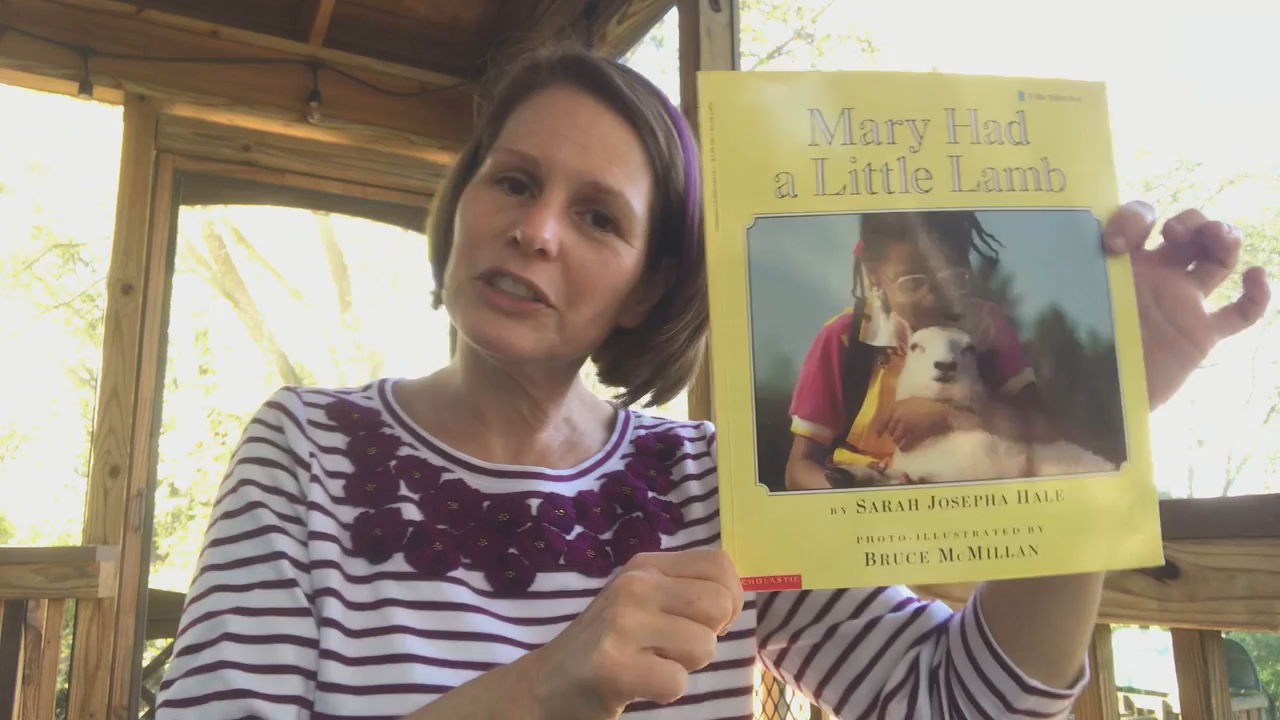 Mary Had
a Little Lamb
BY SARAH JOSEPHA HALE
PHOTO-ILLUSTRATED BY
BRUCE MCMILLAN
SCHOLASTIC